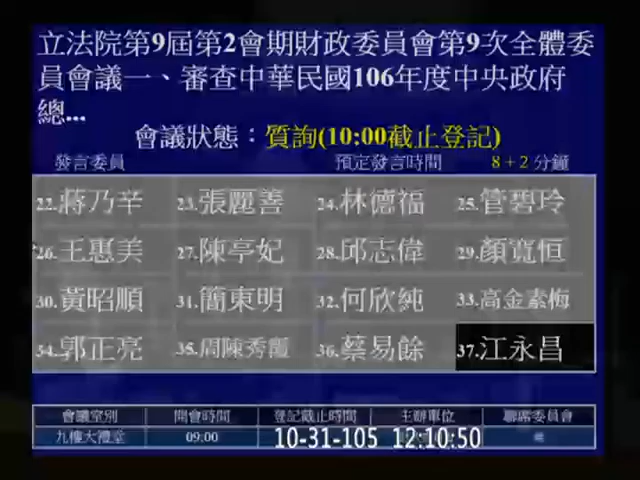 立法院第9屆第2會期財政委員會第9次全體委
員會議一、審查中華民國106年度中央政府
總...
會議狀態：質詢(10:00截止登記)
發言委員 預定發言時間 8+2 分鐘
22.蔣乃辛 23.張麗善 24.林德福 25.管碧玲
*26.王惠美 27.陳亭妃 28.邱志偉 29.顏寬恒
30.黃昭順 31.簡東明 32.何欣純 33.高金素梅
34.郭正亮 35.周陳秀霞 36.蔡易餘 37.江永昌
會議室別 開會時間 登記截止時間 主辦單位 聯席委員會
九樓大禮堂 09:00 10-31-105 12:10:50